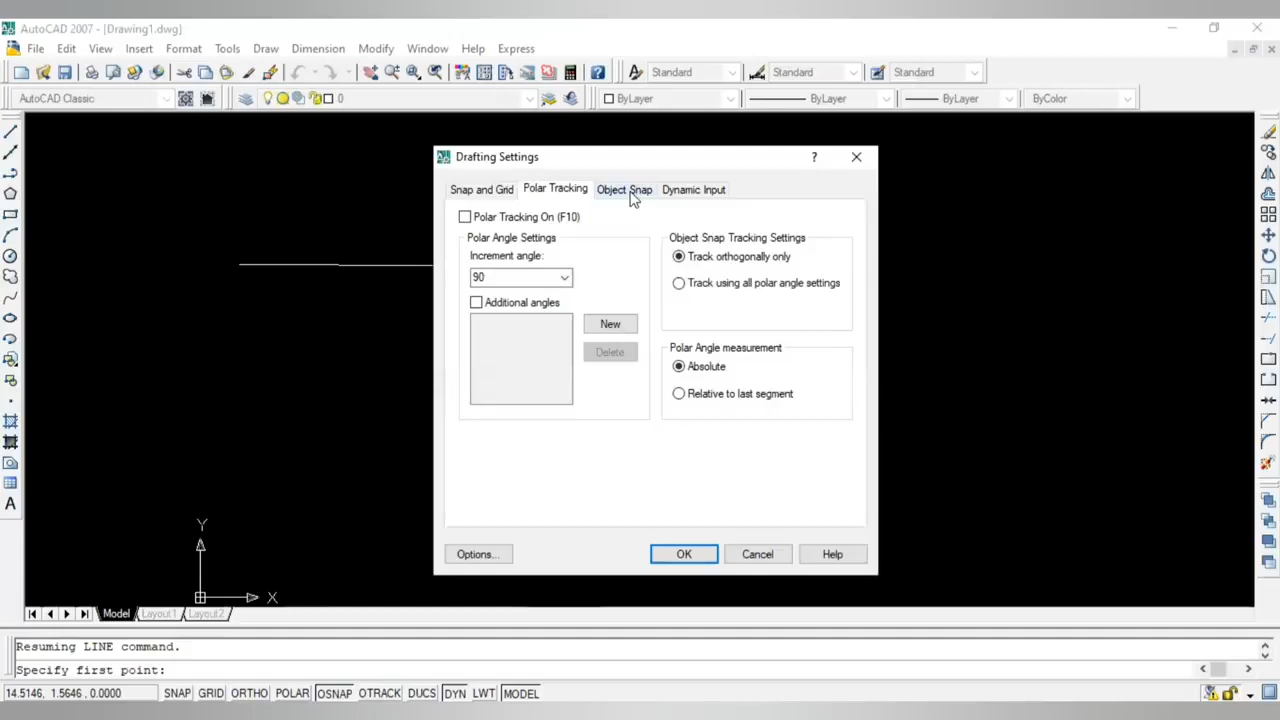 AutoCAD 2007 - [Drawing1.dwg]
File Edit View Insert Format Tools Draw Dimension Modify Window Help Express
Standard Standard Standard
AutoCAD Classic 0 ByLayer ByLayer ByLayer ByColor
Drafting Settings ?
Snap and Grid Polar Tracking Object Snap Dynamic Input
Polar Tracking On (F10)
Polar Angle Settings Object Snap Tracking Settings
Increment angle: Track orthogonally only
90 Track using all polar angle settings
Additional angles
New
Delete Polar Angle measurement
Absolute
Relative to last segment
A
Y
Options... OK Cancel Help
X
Model Layout1 Layout2
Resuming LINE command.
Specify first point:
14.5146, 1.5646 , 0.0000 SNAP GRID ORTHO POLAR OSNAP OTRACK DUCS DYN LWT MODEL